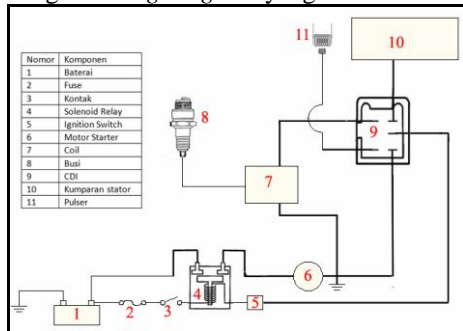 11
10
Nomor Komponen
1 Baterai
2 Fuse
3 Kontak
4 Solenoid Relay
5 Ignition Switch
6 Motor Starter
7 Coil
8 Busi
9 CDI
10 Kumparan stator
11 Pulser
8
9
7
6
4
5
1
2
3